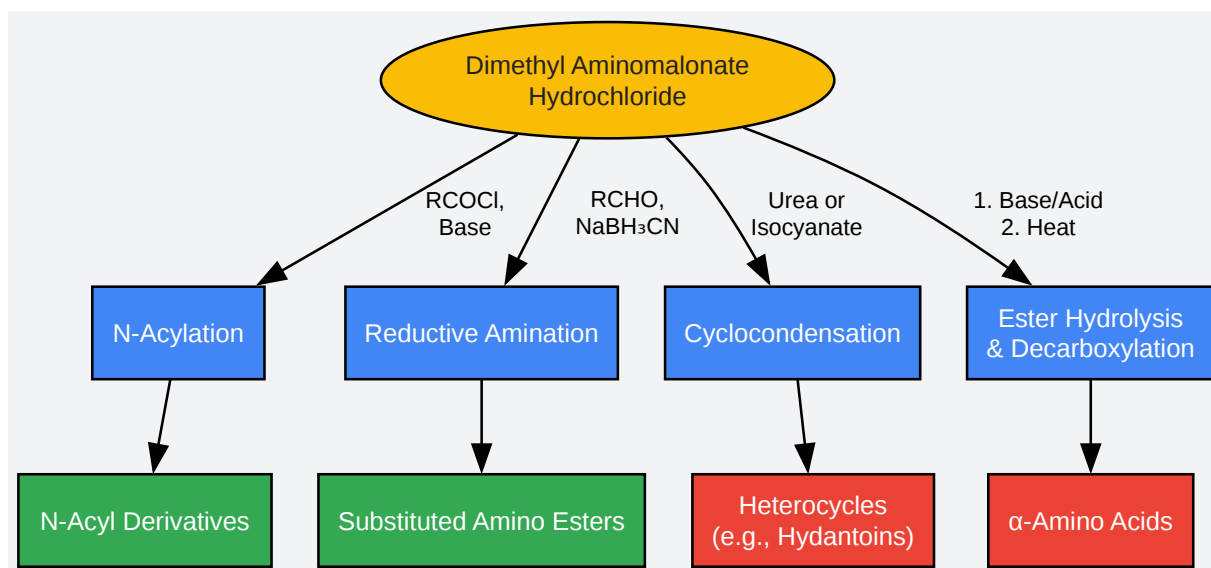 Dimethyl Aminomalonate
Hydrochloride
RCOCl,
Base
RCHO,
NaBH₃CN
Urea or
Isocyanate
1. Base/Acid
2. Heat
N-Acylation
Reductive Amination
Cyclocondensation
Ester Hydrolysis
& Decarboxylation
N-Acyl Derivatives
Substituted Amino Esters
Heterocycles
(e.g., Hydantoins)
α-Amino Acids